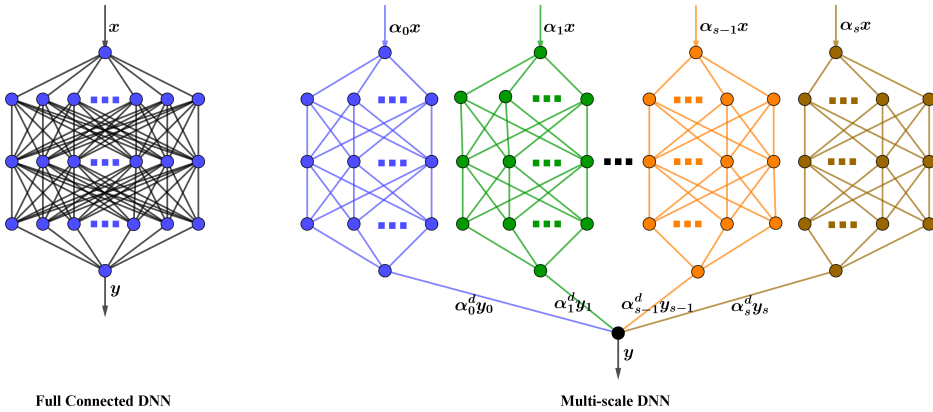 x
α₀x
α₁x
αₛ₋₁x
αₛx
y
α₀ᵈy₀
α₁ᵈy₁
αₛ₋₁ᵈyₛ₋₁
αₛᵈyₛ
y
Full Connected DNN
Multi-scale DNN